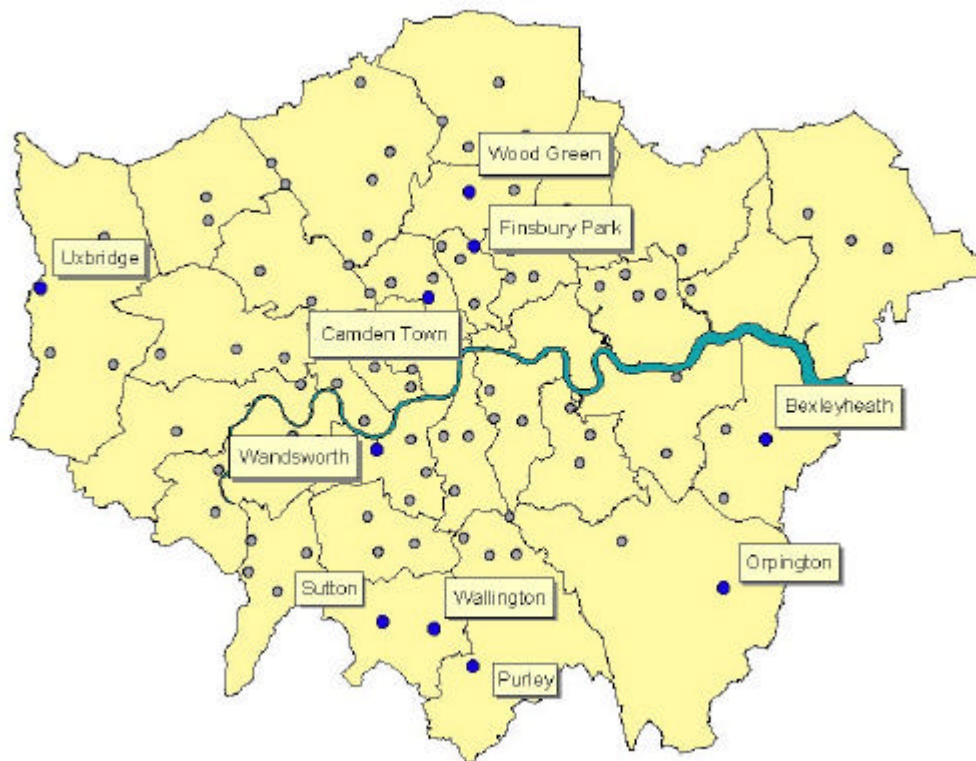 Wood Green
Finsbury Park
Uxbridge
Camden Town
Bexleyheath
Wandsworth
Orpington
Sutton
Wallington
Purley